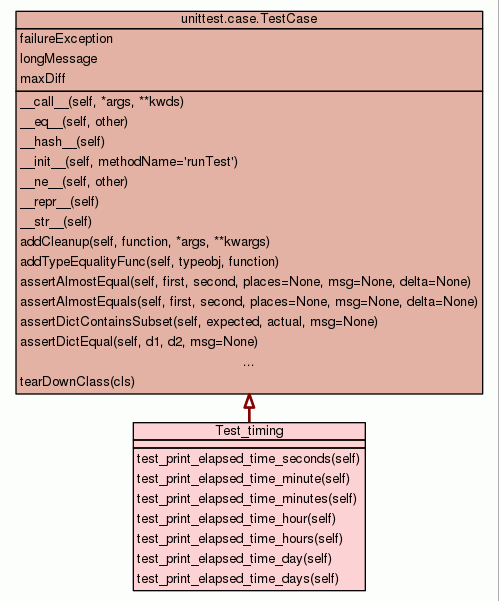 unittest.case.TestCase
failureException
longMessage
maxDiff
__call__(self, *args, **kwds)
__eq__(self, other)
__hash__(self)
__init__(self, methodName='runTest')
__ne__(self, other)
__repr__(self)
__str__(self)
addCleanup(self, function, *args, **kwargs)
addTypeEqualityFunc(self, typeobj, function)
assertAlmostEqual(self, first, second, places=None, msg=None, delta=None)
assertAlmostEquals(self, first, second, places=None, msg=None, delta=None)
assertDictContainsSubset(self, expected, actual, msg=None)
assertDictEqual(self, d1, d2, msg=None)
...
tearDownClass(cls)
Test_timing
test_print_elapsed_time_seconds(self)
test_print_elapsed_time_minute(self)
test_print_elapsed_time_minutes(self)
test_print_elapsed_time_hour(self)
test_print_elapsed_time_hours(self)
test_print_elapsed_time_day(self)
test_print_elapsed_time_days(self)